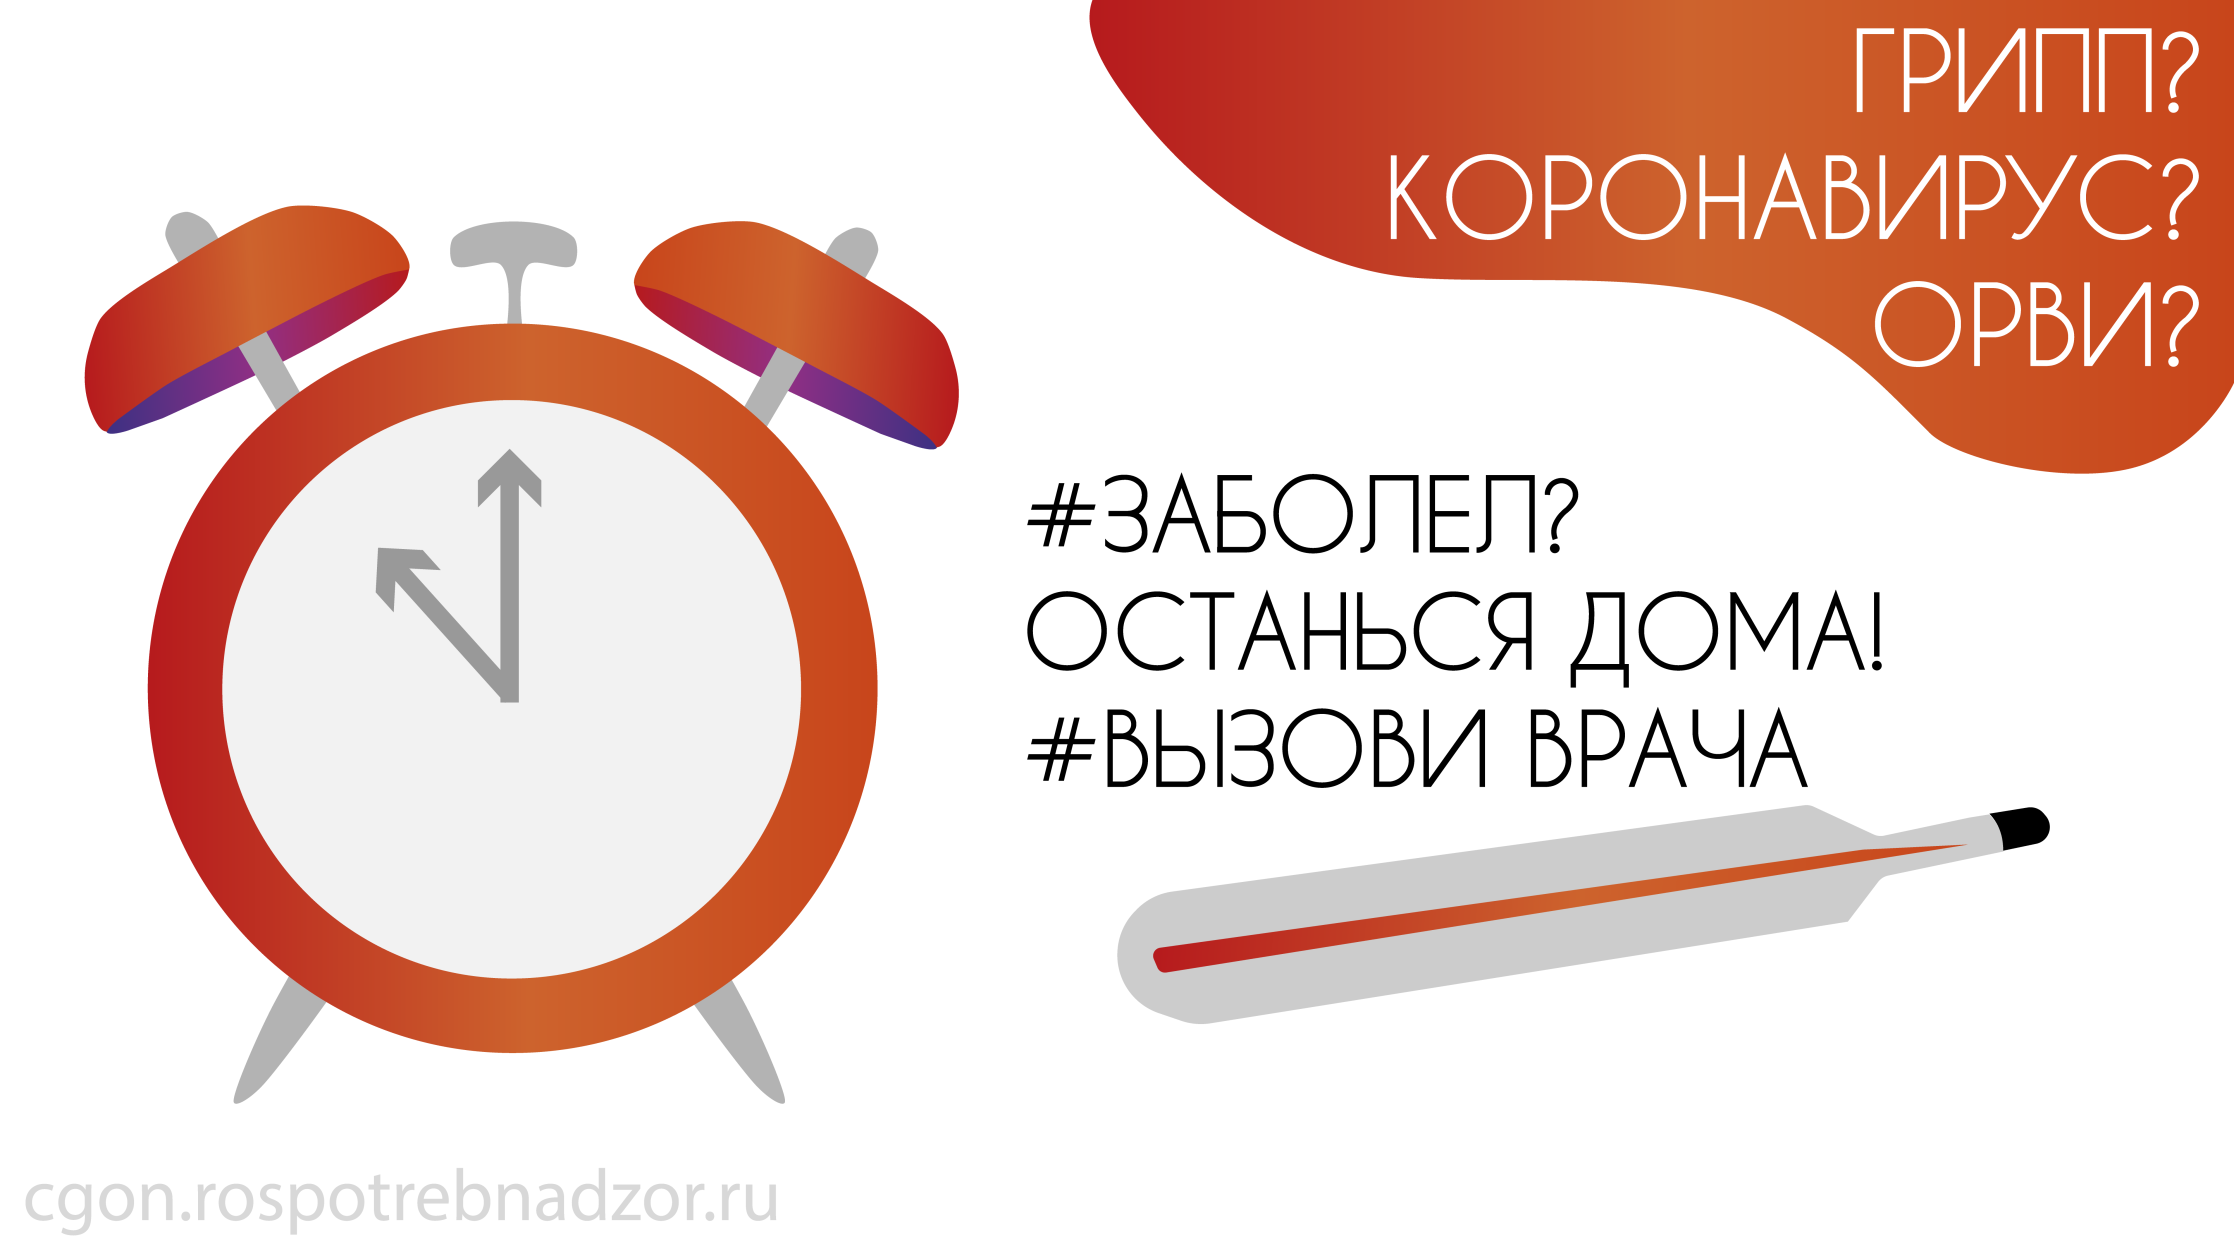 ГРИПП?
КОРОНАВИРУС?
ОРВИ?
#ЗАБОЛЕЛ?
ОСТАНЬСЯ ДОМА!
#ВЫЗОВИ ВРАЧА
cgon.rospotrebnadzor.ru